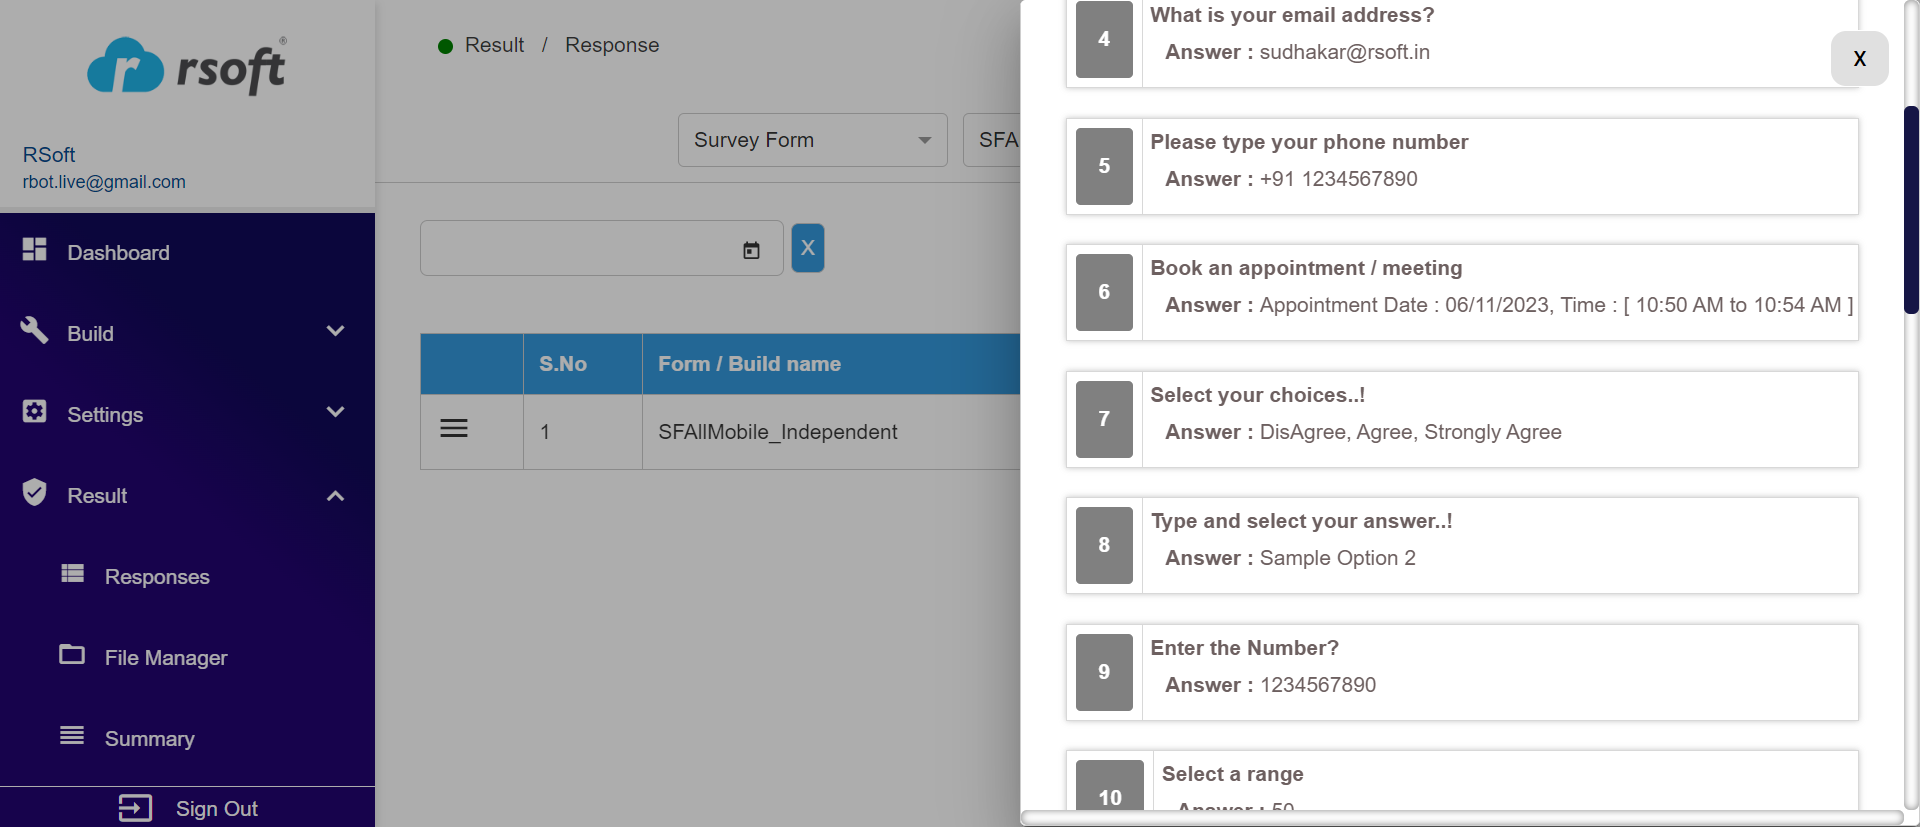 rsoft®
RSoft
rbot.live@gmail.com
Dashboard
Build
Settings
Result
Responses
File Manager
Summary
Sign Out
Result / Response
Survey Form
SFA
X
S.No
Form / Build name
1
SFAllMobile_Independent
X
4
What is your email address?
Answer : sudhakar@rsoft.in
5
Please type your phone number
Answer : +91 1234567890
6
Book an appointment / meeting
Answer : Appointment Date : 06/11/2023, Time : [ 10:50 AM to 10:54 AM ]
7
Select your choices..!
Answer : DisAgree, Agree, Strongly Agree
8
Type and select your answer..!
Answer : Sample Option 2
9
Enter the Number?
Answer : 1234567890
10
Select a range
Answer : 50